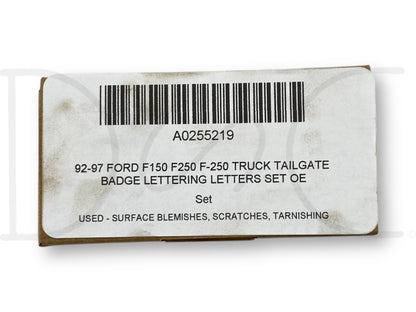 A0255219
92-97 FORD F150 F250 F-250 TRUCK TAILGATE
BADGE LETTERING LETTERS SET OE
Set
USED - SURFACE BLEMISHES, SCRATCHES, TARNISHING